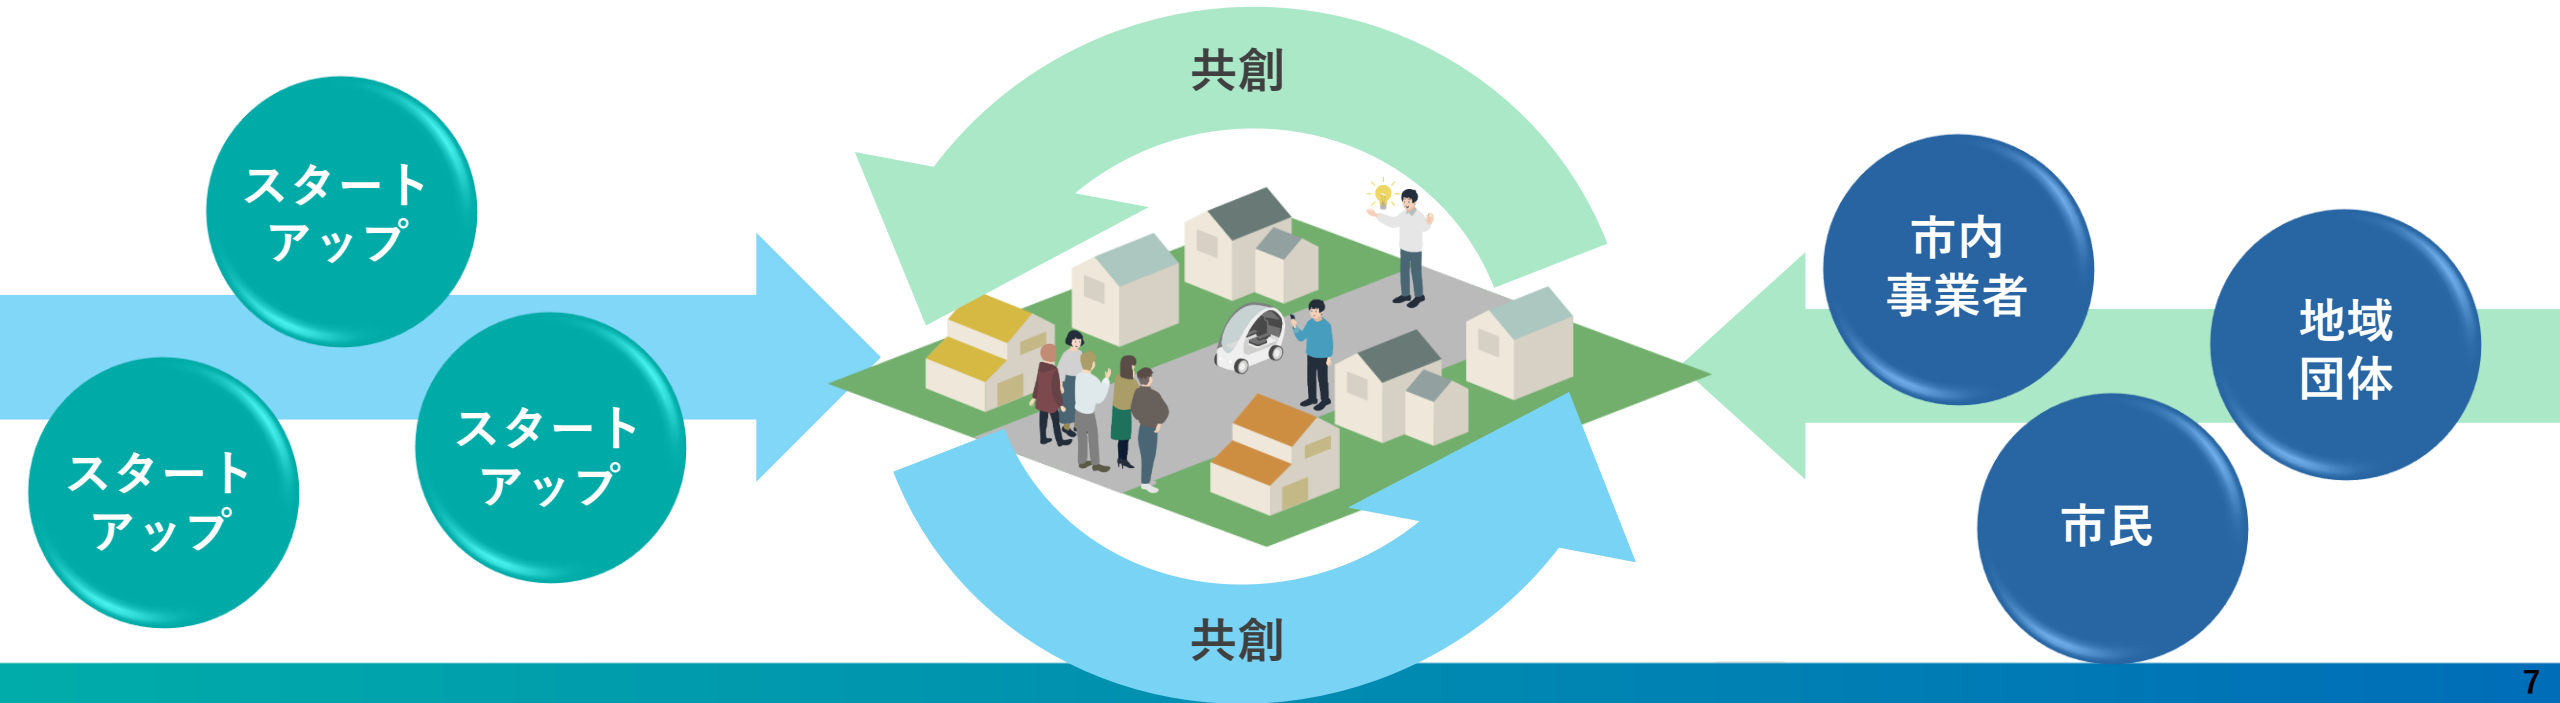 共創
スタート
アップ
スタート
アップ
スタート
アップ
市内
事業者
地域
団体
市民
共創
7